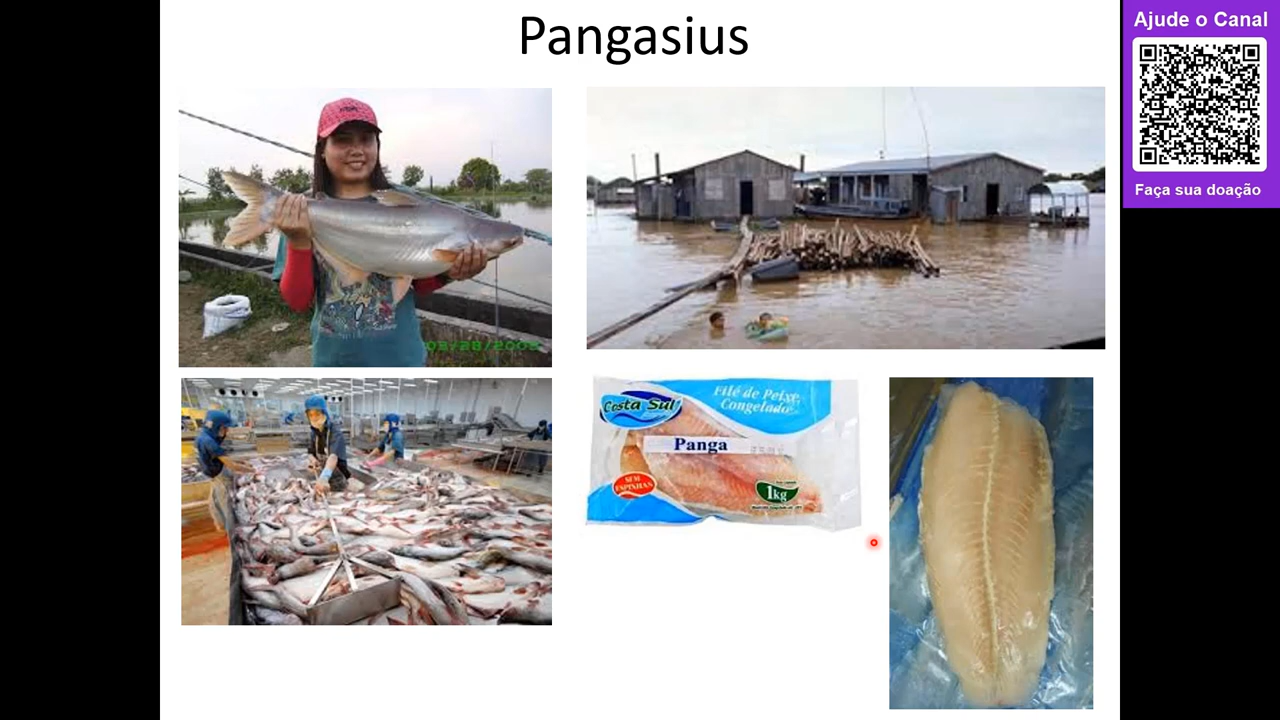 Pangasius
Ajude o Canal
Faça sua doação
Costa Sul
Filé de Peixe
Congelado
Panga
SEM
ESPINHAS
1kg